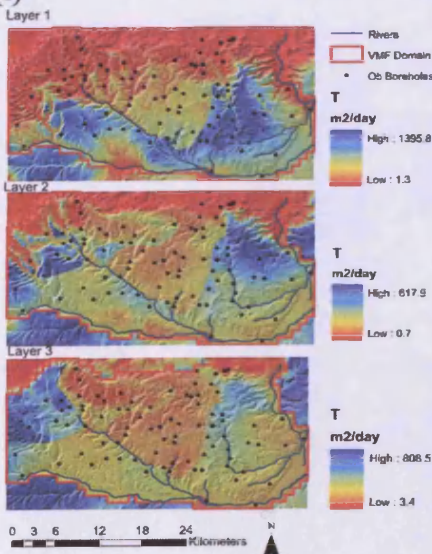 Layer 1
Rivers
VMF Domain
Ob Boreholes
T
m2/day
High : 1395.8
Low : 1.3
Layer 2
T
m2/day
High : 617.9
Low : 0.7
Layer 3
T
m2/day
High : 808.5
Low : 3.4
0 3 6 12 18 24
Kilometers
N